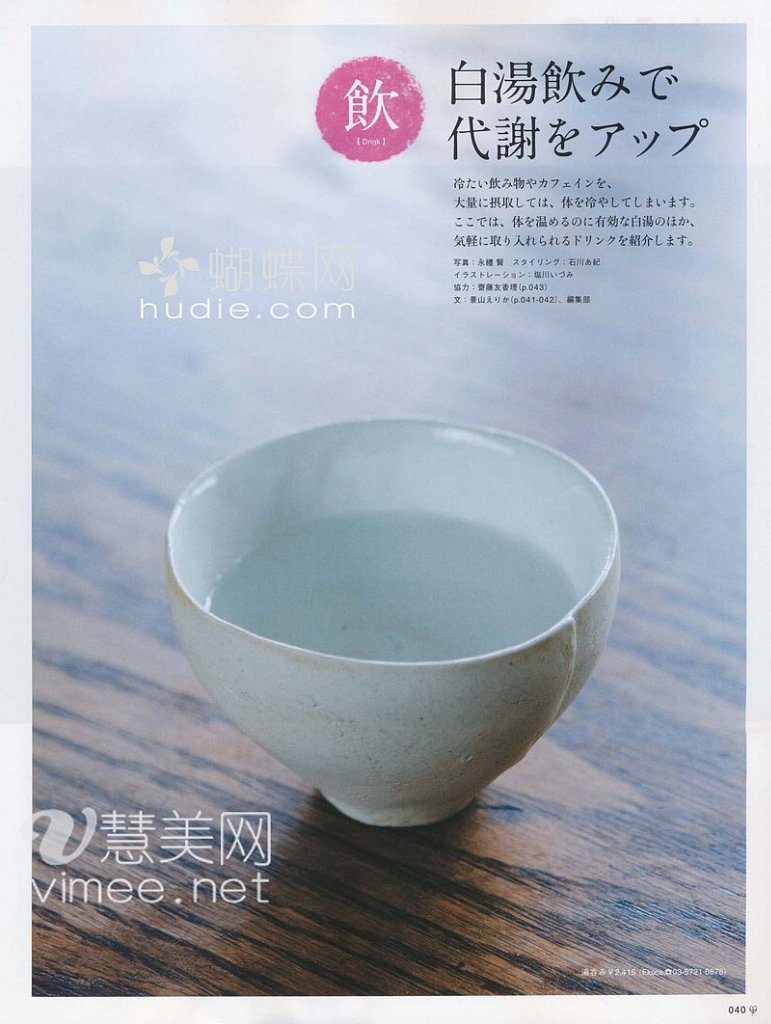 飲
【Drink】
白湯飲みで
代謝をアップ
冷たい飲み物やカフェインを、
大量に摂取しては、体を冷やしてしまいます。
ここでは、体を温めるのに有効な白湯のほか、
気軽に取り入れられるドリンクを紹介します。
写真：永禮 賢　スタイリング：石川あ紀
イラストレーション：塩川いづみ
協力：齋藤友香理（p.043）
文：景山えりか（p.041-042）、編集部
蝴蝶网
hudie.com
慧美网
vimee.net
湯呑み￥2,415（Ekoca☎03-5721-6676）
040